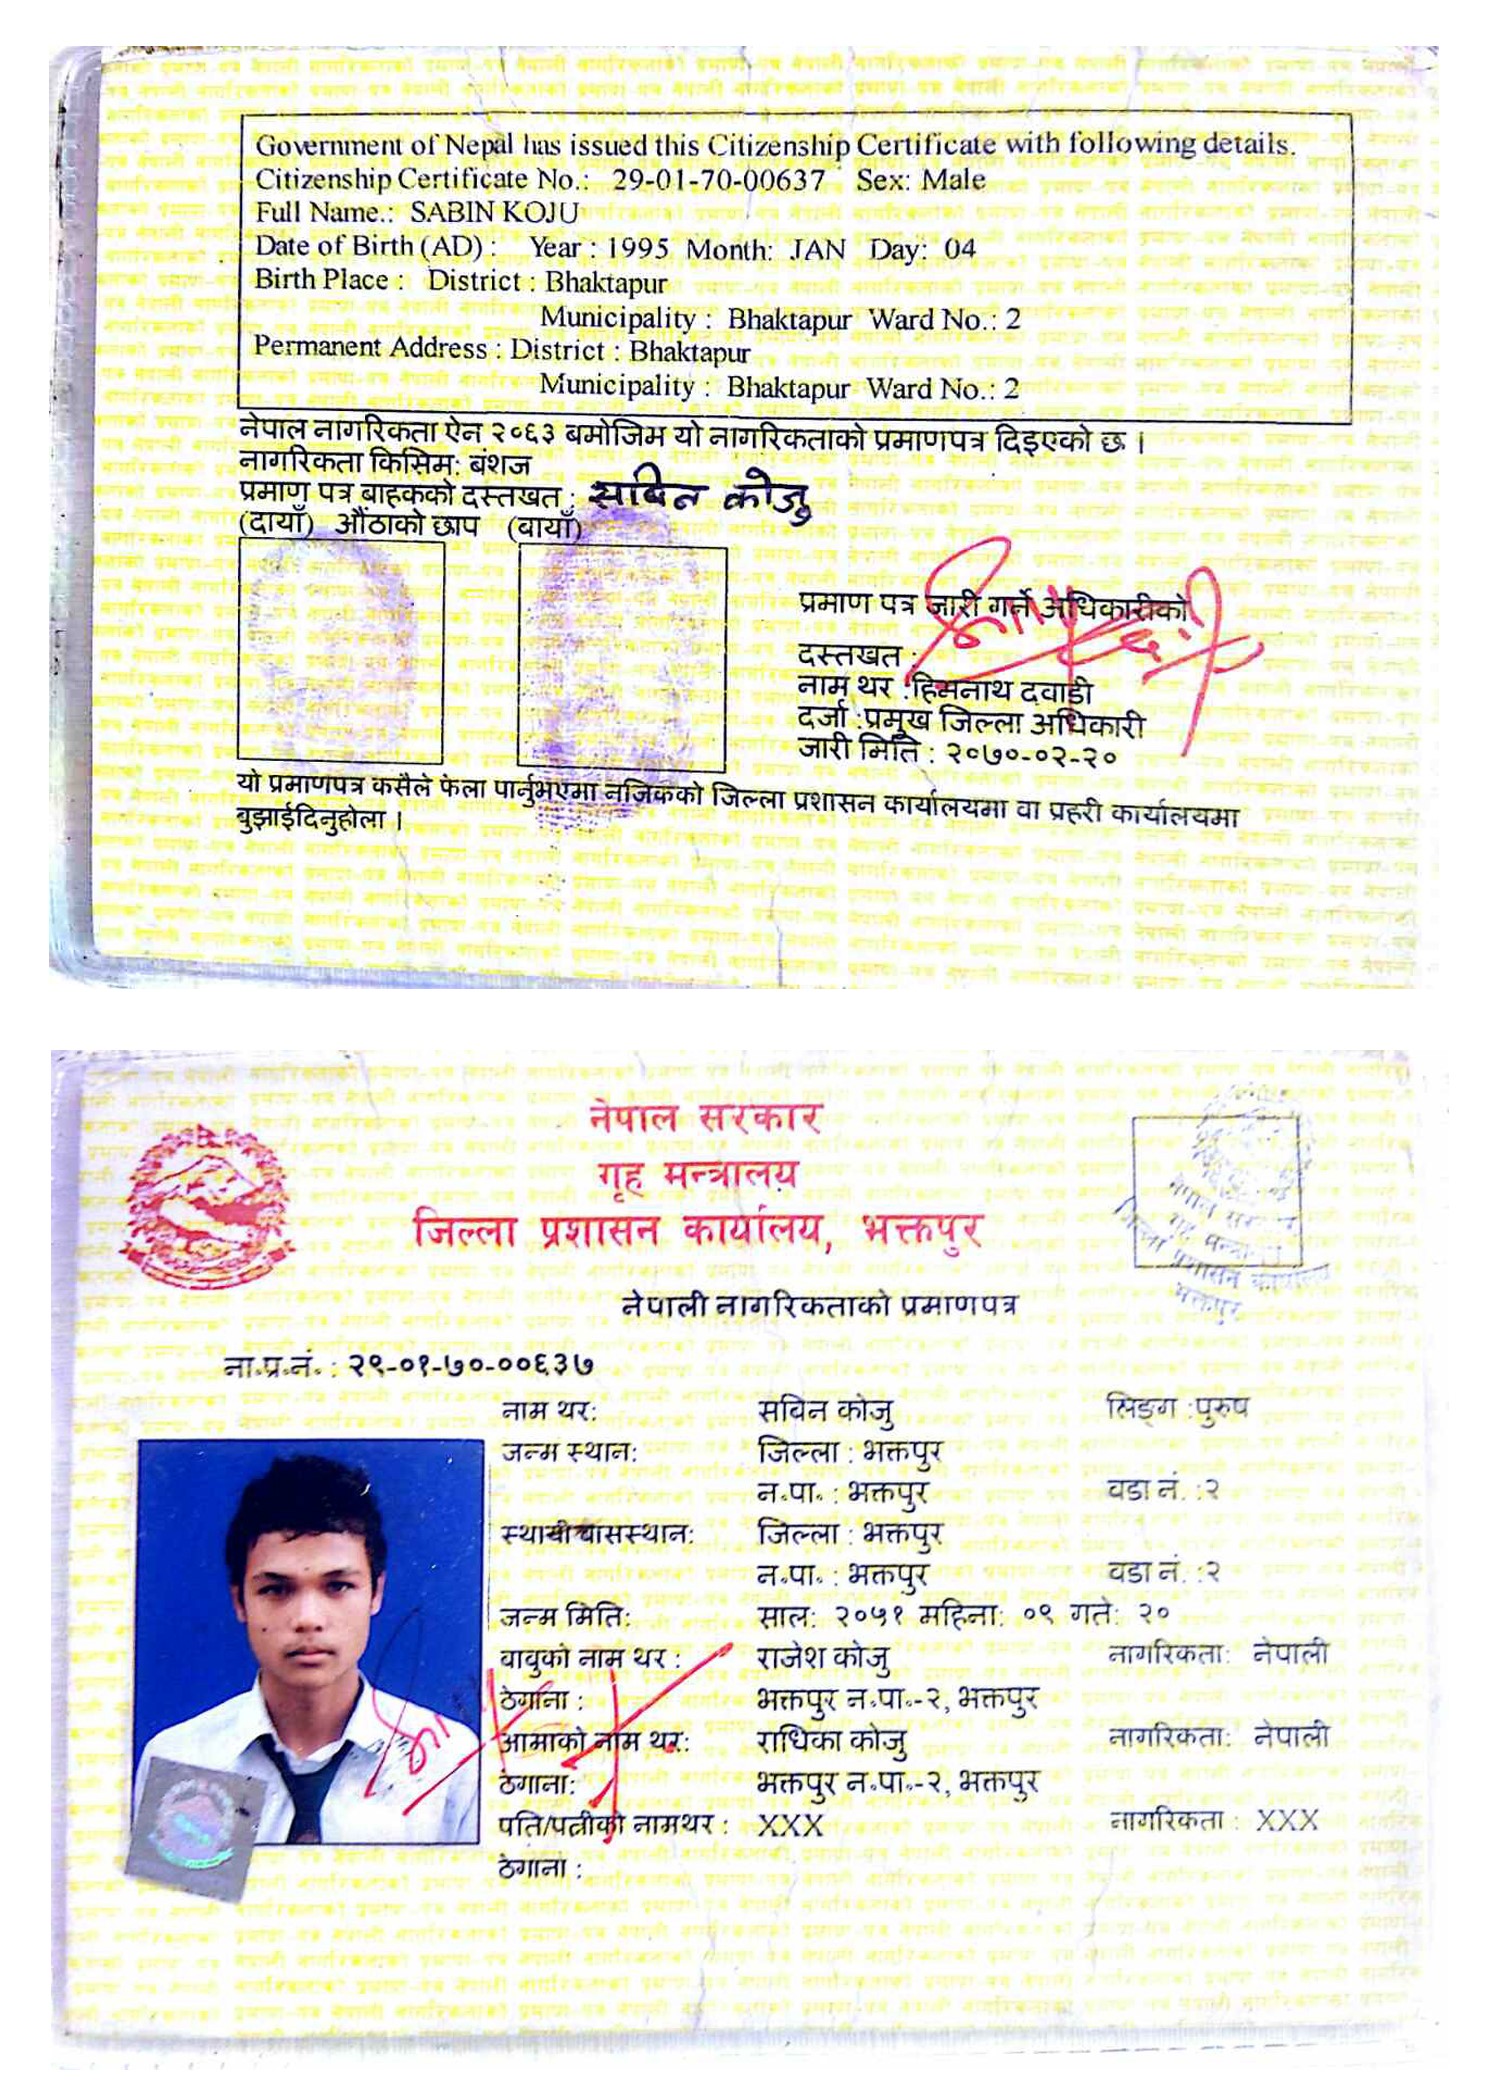 Government of Nepal has issued this Citizenship Certificate with following details.
Citizenship Certificate No.: 29-01-70-00637 Sex: Male
Full Name.: SABIN KOJU
Date of Birth (AD) : Year : 1995 Month: JAN Day: 04
Birth Place : District : Bhaktapur
Municipality : Bhaktapur Ward No.: 2
Permanent Address : District : Bhaktapur
Municipality : Bhaktapur Ward No.: 2
नेपाल नागरिकता ऐन २०६३ बमोजिम यो नागरिकताको प्रमाणपत्र दिइएको छ ।
नागरिकता किसिम: बंशज
प्रमाण पत्र बाहकको दस्तखत : सबिन कोजु
(दायाँ) औंठाको छाप (बायाँ)
प्रमाण पत्र जारी गर्ने अधिकारीको
दस्तखत :
नाम थर :हिमनाथ दवाडी
दर्जा :प्रमुख जिल्ला अधिकारी
जारी मिति : २०७०-०२-२०
यो प्रमाणपत्र कसैले फेला पार्नुभएमा नजिकको जिल्ला प्रशासन कार्यालयमा वा प्रहरी कार्यालयमा
बुझाईदिनुहोला ।
नेपाल सरकार
गृह मन्त्रालय
जिल्ला प्रशासन कार्यालय, भक्तपुर
नेपाल सरकार
गृह मन्त्रालय
जिल्ला प्रशासन कार्यालय
भक्तपुर
नेपाली नागरिकताको प्रमाणपत्र
ना.प्र.नं. : २९-०१-७०-००६३७
नाम थर: सबिन कोजु लिङ्ग :पुरुष
जन्म स्थान: जिल्ला : भक्तपुर
न.पा. : भक्तपुर वडा नं. :२
स्थायी बासस्थान: जिल्ला : भक्तपुर
न.पा. : भक्तपुर वडा नं. :२
जन्म मिति: साल: २०५१ महिना: ०९ गते: २०
बाबुको नाम थर : राजेश कोजु नागरिकता: नेपाली
ठेगाना : भक्तपुर न.पा.-२, भक्तपुर
आमाको नाम थर: राधिका कोजु नागरिकता: नेपाली
ठेगाना: भक्तपुर न.पा.-२, भक्तपुर
पति/पत्नीको नामथर : XXX नागरिकता : XXX
ठेगाना :